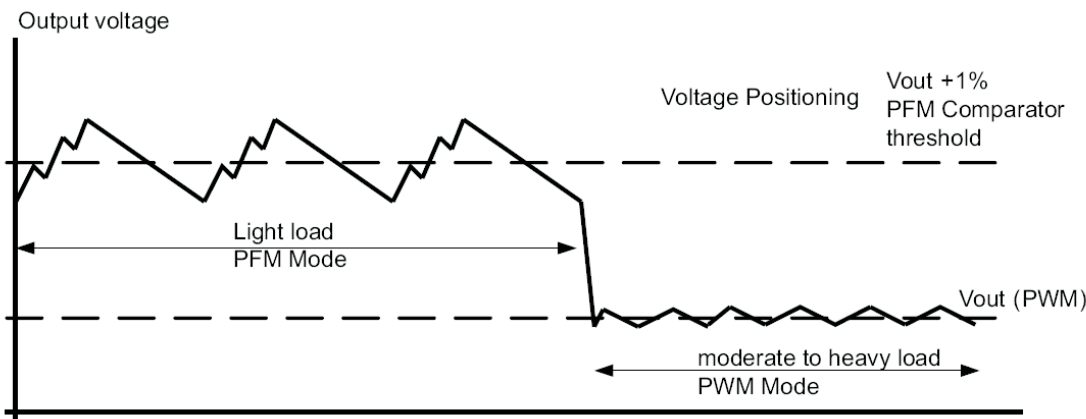 Output voltage
Voltage Positioning
Vout +1%
PFM Comparator
threshold
Light load
PFM Mode
Vout (PWM)
moderate to heavy load
PWM Mode